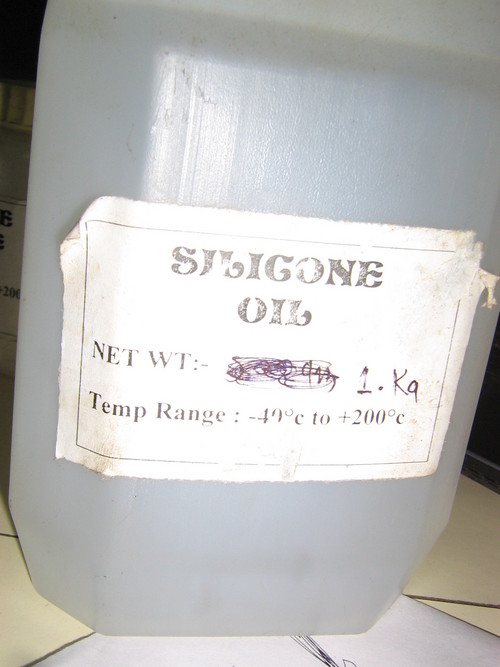 SILICONE
OIL
NET WT:- 1. Kg
Temp Range : -40°c to +200°c